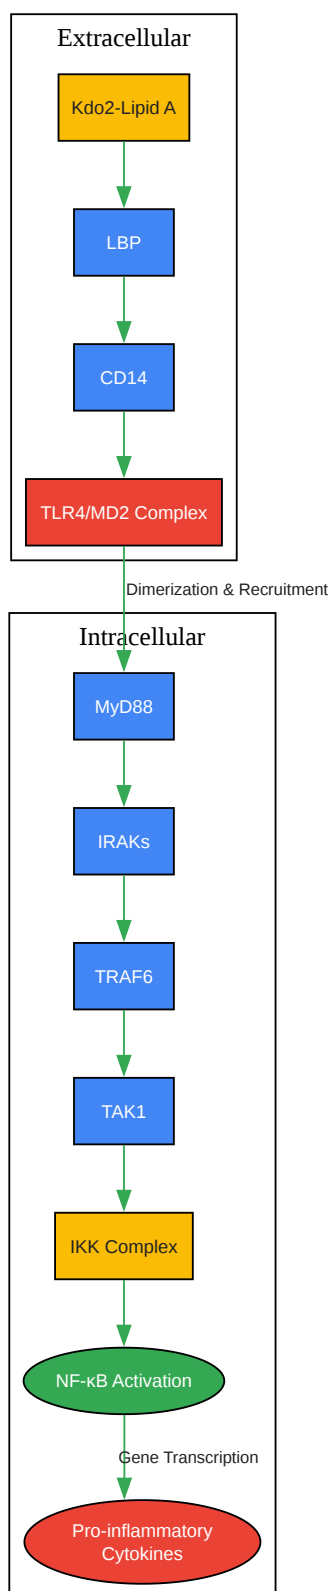 Extracellular
Kdo2-Lipid A
LBP
CD14
TLR4/MD2 Complex
Dimerization & Recruitment
Intracellular
MyD88
IRAKs
TRAF6
TAK1
IKK Complex
NF-κB Activation
Gene Transcription
Pro-inflammatory
Cytokines